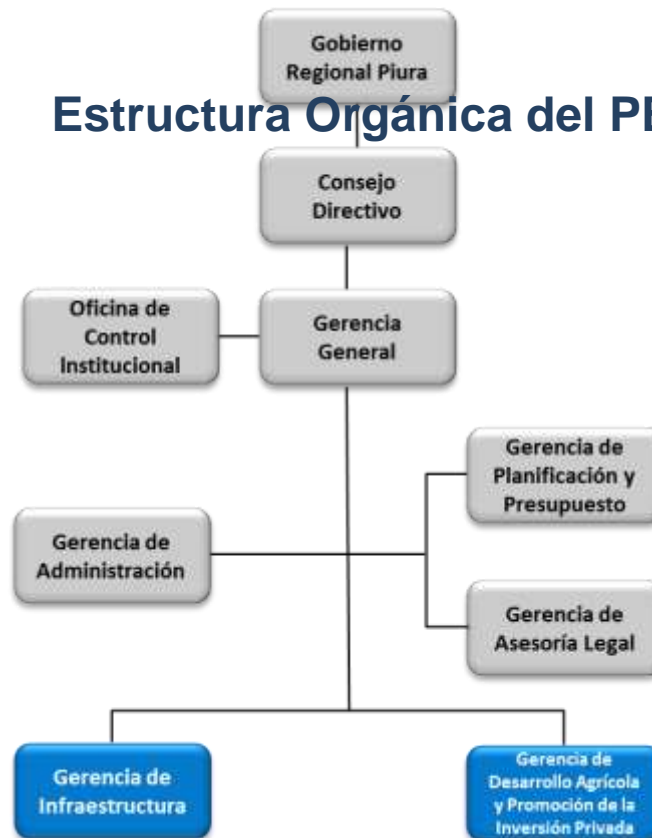 Gobierno
Regional Piura
Estructura Orgánica del PE
Consejo
Directivo
Oficina de
Control
Institucional
Gerencia
General
Gerencia de
Planificación y
Presupuesto
Gerencia de
Administración
Gerencia de
Asesoría Legal
Gerencia de
Infraestructura
Gerencia de
Desarrollo Agrícola
y Promoción de la
Inversión Privada